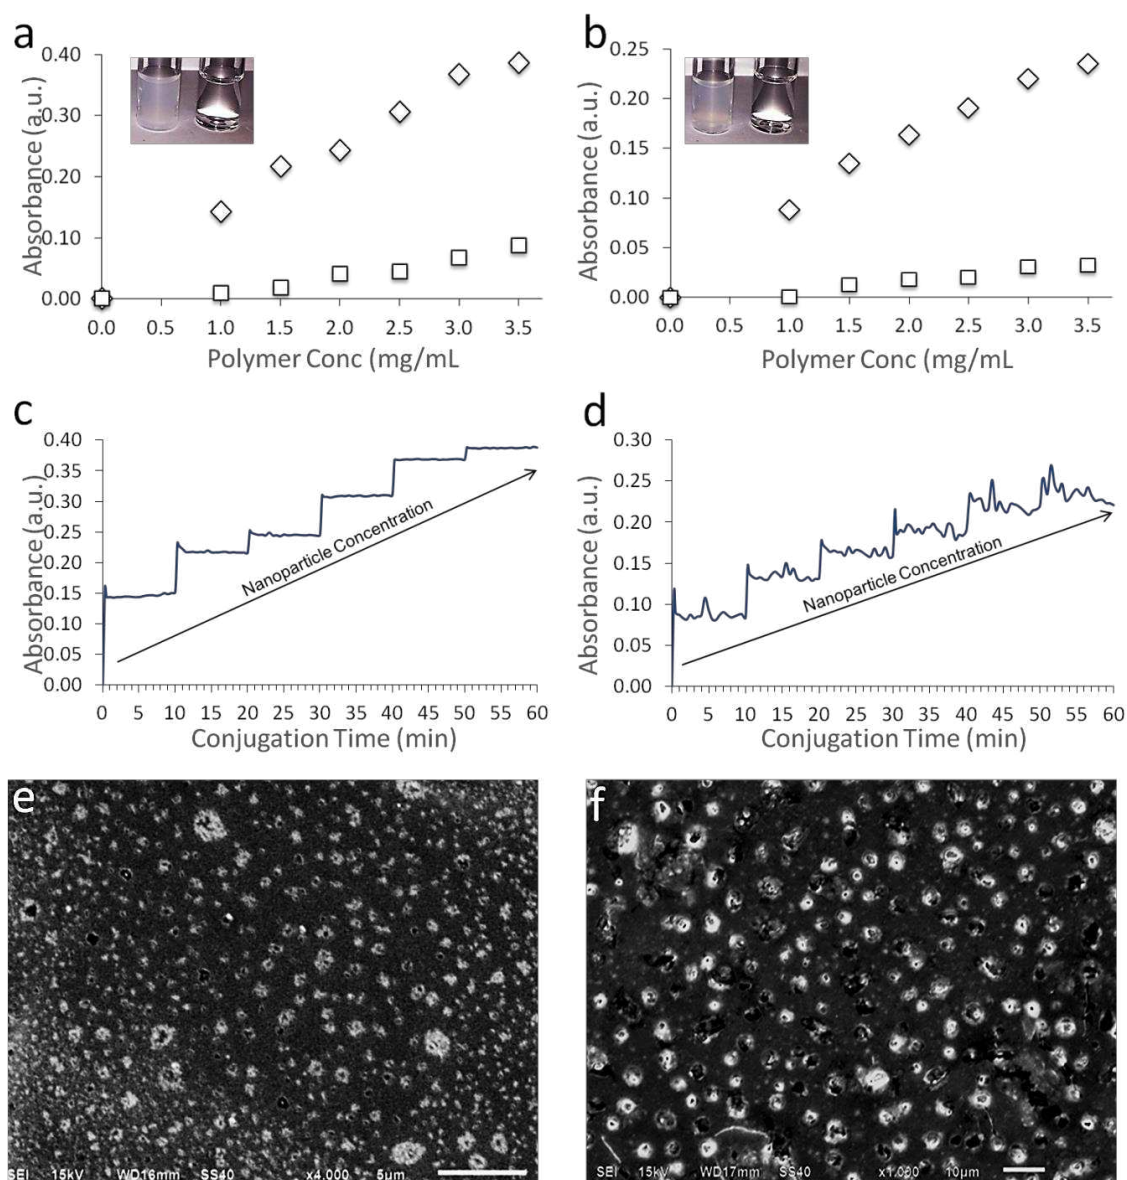 a
0.40
0.30
0.20
0.10
0.00
Absorbance (a.u.)
0.0 0.5 1.0 1.5 2.0 2.5 3.0 3.5
Polymer Conc (mg/mL
b
0.25
0.20
0.15
0.10
0.05
0.00
Absorbance (a.u.)
0.0 0.5 1.0 1.5 2.0 2.5 3.0 3.5
Polymer Conc (mg/mL
c
0.40
0.35
0.30
0.25
0.20
0.15
0.10
0.05
0.00
Absorbance (a.u.)
Nanoparticle Concentration
0 5 10 15 20 25 30 35 40 45 50 55 60
Conjugation Time (min)
d
0.30
0.25
0.20
0.15
0.10
0.05
0.00
Absorbance (a.u.)
Nanoparticle Concentration
0 5 10 15 20 25 30 35 40 45 50 55 60
Conjugation Time (min)
e
SEI 15kV WD16mm SS40 x4,000 5µm
f
SEI 15kV WD17mm SS40 x1,000 10µm